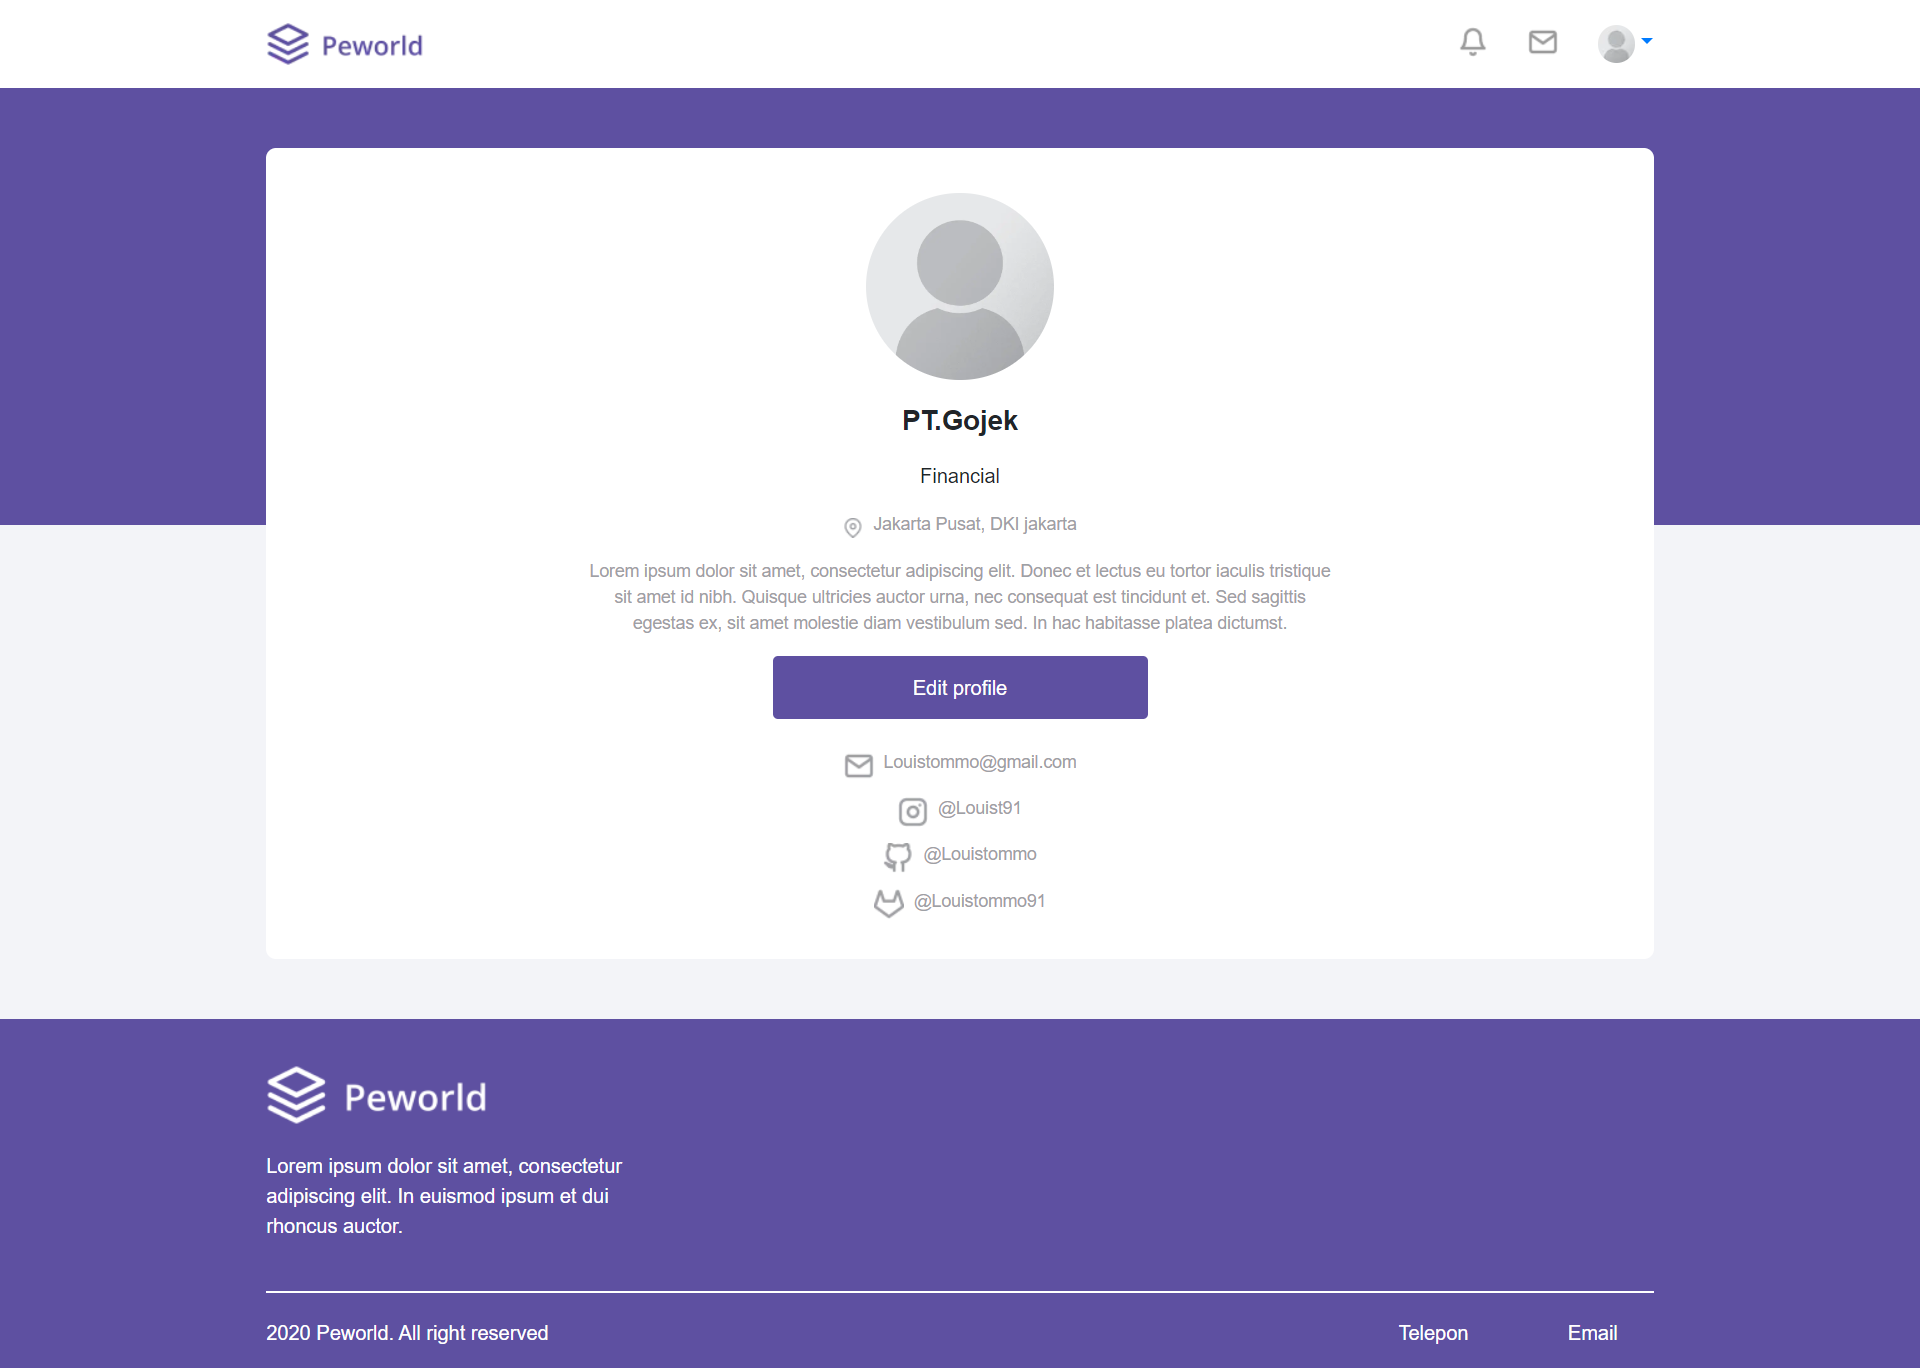 Peworld
PT.Gojek
Financial
Jakarta Pusat, DKI jakarta
Lorem ipsum dolor sit amet, consectetur adipiscing elit. Donec et lectus eu tortor iaculis tristique
sit amet id nibh. Quisque ultricies auctor urna, nec consequat est tincidunt et. Sed sagittis
egestas ex, sit amet molestie diam vestibulum sed. In hac habitasse platea dictumst.
Edit profile
Louistommo@gmail.com
@Louist91
@Louistommo
@Louistommo91
Peworld
Lorem ipsum dolor sit amet, consectetur
adipiscing elit. In euismod ipsum et dui
rhoncus auctor.
2020 Peworld. All right reserved
Telepon
Email